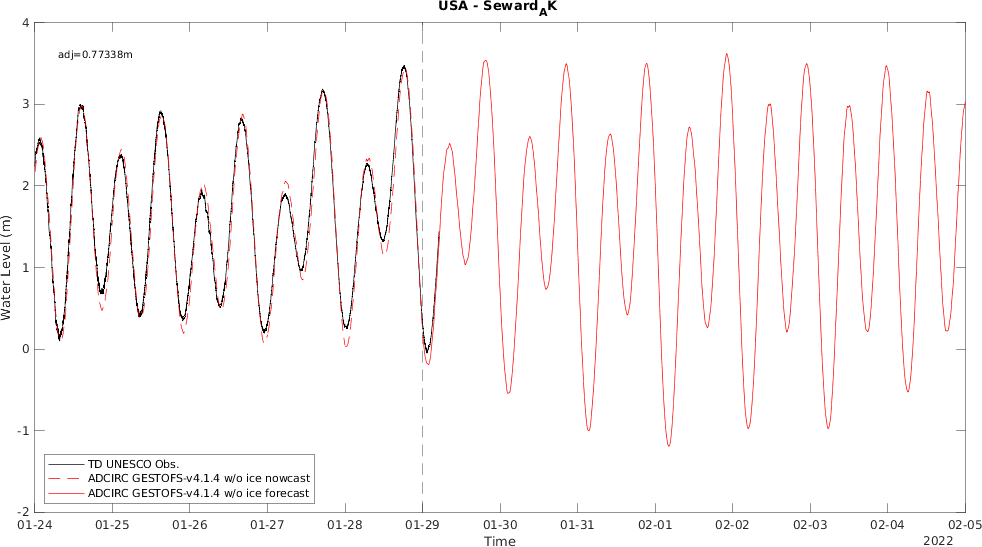 USA - Seward_AK
4
3
2
1
0
-1
-2
Water Level (m)
adj=0.77338m
TD UNESCO Obs.
ADCIRC GESTOFS-v4.1.4 w/o ice nowcast
ADCIRC GESTOFS-v4.1.4 w/o ice forecast
01-24 01-25 01-26 01-27 01-28 01-29 01-30 01-31 02-01 02-02 02-03 02-04 02-05
Time
2022